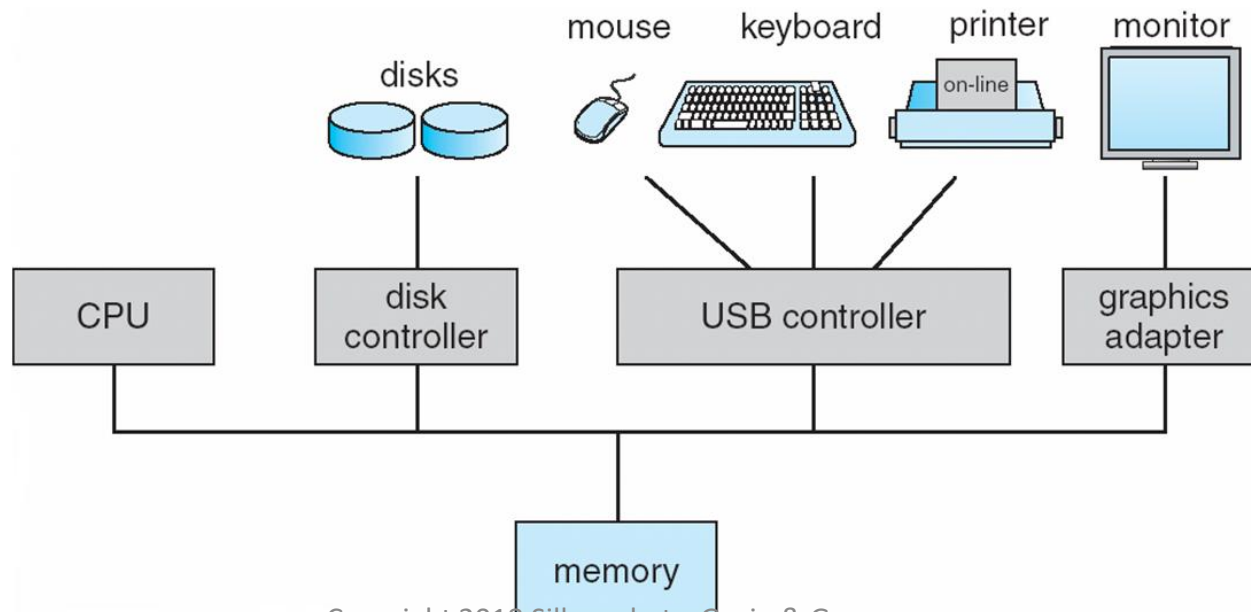 mouse
keyboard
printer
monitor
disks
on-line
CPU
disk
controller
USB controller
graphics
adapter
memory